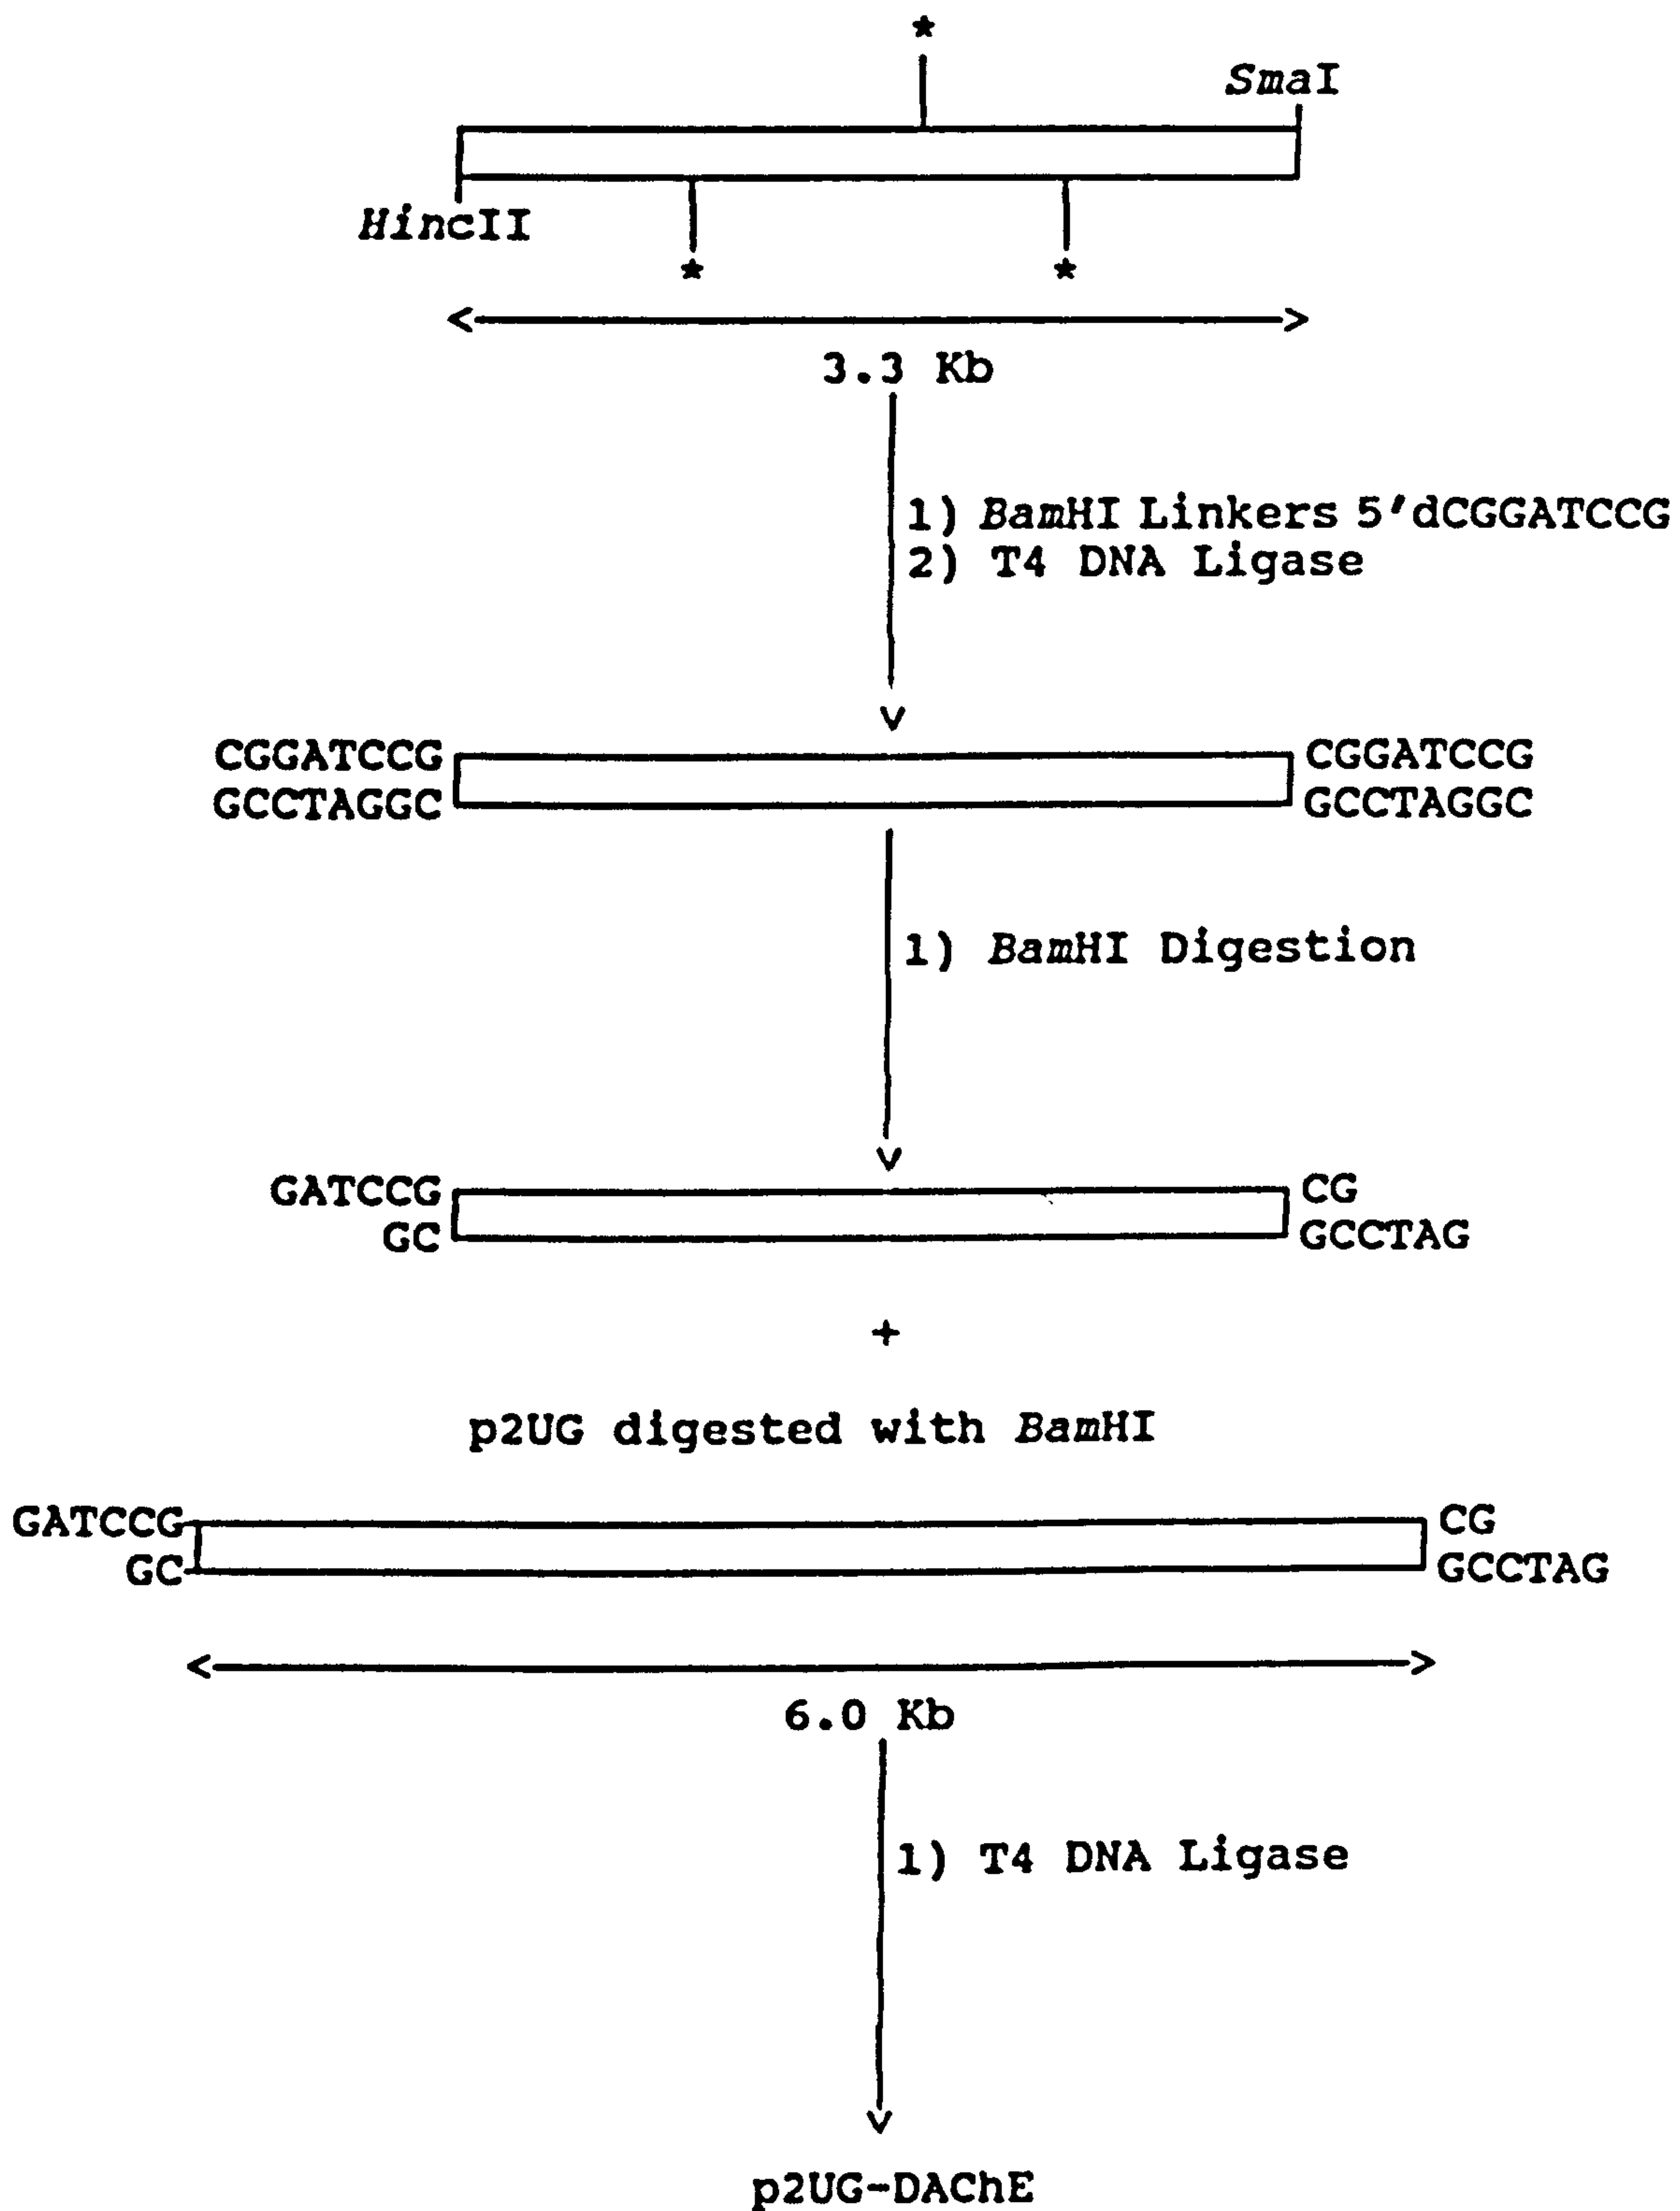 *
SmaI
HincII
* *
3.3 Kb
1) BamHI Linkers 5'dCGGATCCG
2) T4 DNA Ligase
CGGATCCG CGGATCCG
GCCTAGGC GCCTAGGC
1) BamHI Digestion
GATCCG CG
GC GCCTAG
+
p2UG digested with BamHI
GATCCG CG
GC GCCTAG
6.0 Kb
1) T4 DNA Ligase
p2UG-DAChE